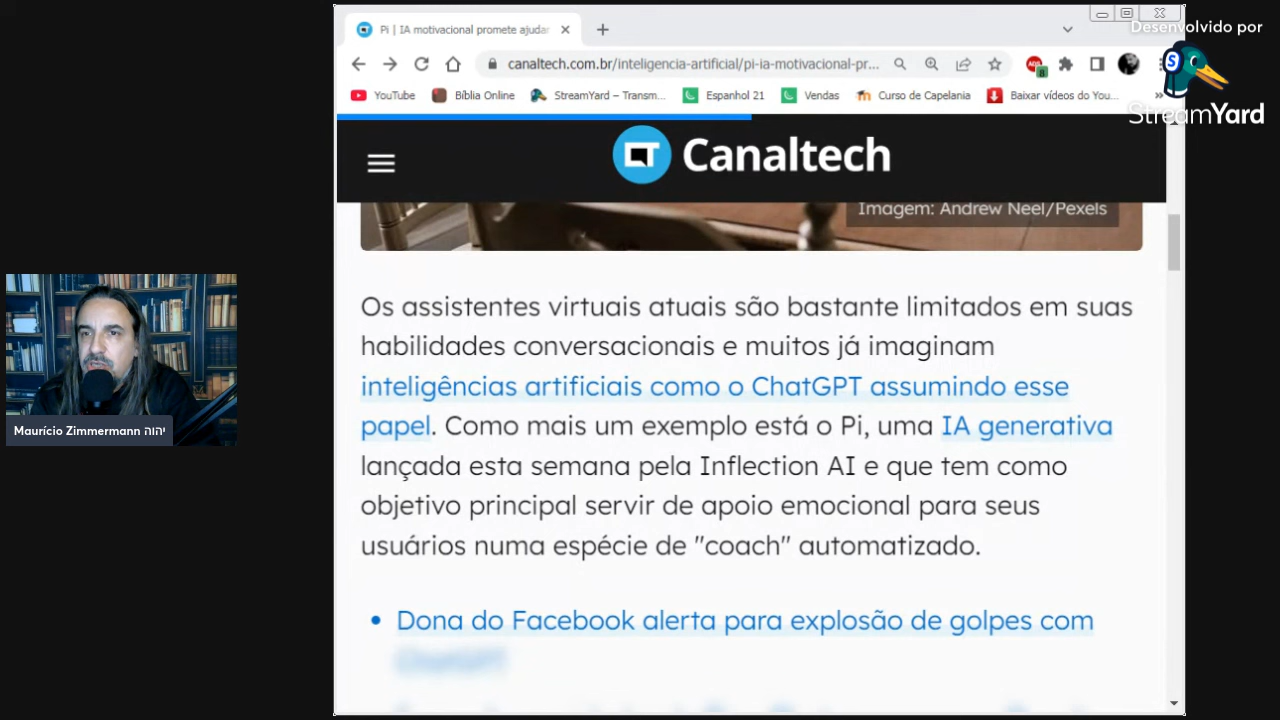 Pi | IA motivacional promete ajudar
Desenvolvido por
canaltech.com.br/inteligencia-artificial/pi-ia-motivacional-pr...
YouTube Bíblia Online StreamYard – Transm... Espanhol 21 Vendas Curso de Capelania Baixar vídeos do You... »
StreamYard
Canaltech
Imagem: Andrew Neel/Pexels
Os assistentes virtuais atuais são bastante limitados em suas
habilidades conversacionais e muitos já imaginam
inteligências artificiais como o ChatGPT assumindo esse
papel. Como mais um exemplo está o Pi, uma IA generativa
lançada esta semana pela Inflection AI e que tem como
objetivo principal servir de apoio emocional para seus
usuários numa espécie de "coach" automatizado.
• Dona do Facebook alerta para explosão de golpes com
ChatGPT
Maurício Zimmermann יהוה